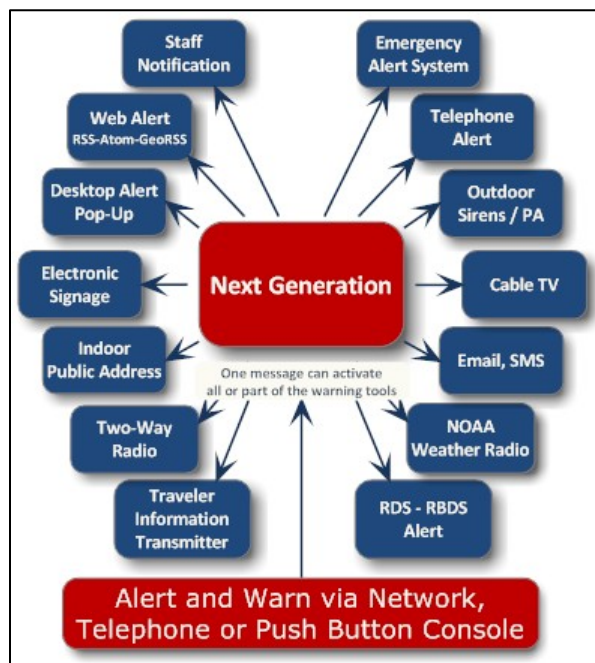 Staff
Notification
Emergency
Alert System
Web Alert
RSS-Atom-GeoRSS
Telephone
Alert
Desktop Alert
Pop-Up
Outdoor
Sirens / PA
Electronic
Signage
Next Generation
Cable TV
Indoor
Public Address
One message can activate
all or part of the warning tools
Email, SMS
Two-Way
Radio
NOAA
Weather Radio
Traveler
Information
Transmitter
RDS - RBDS
Alert
Alert and Warn via Network,
Telephone or Push Button Console